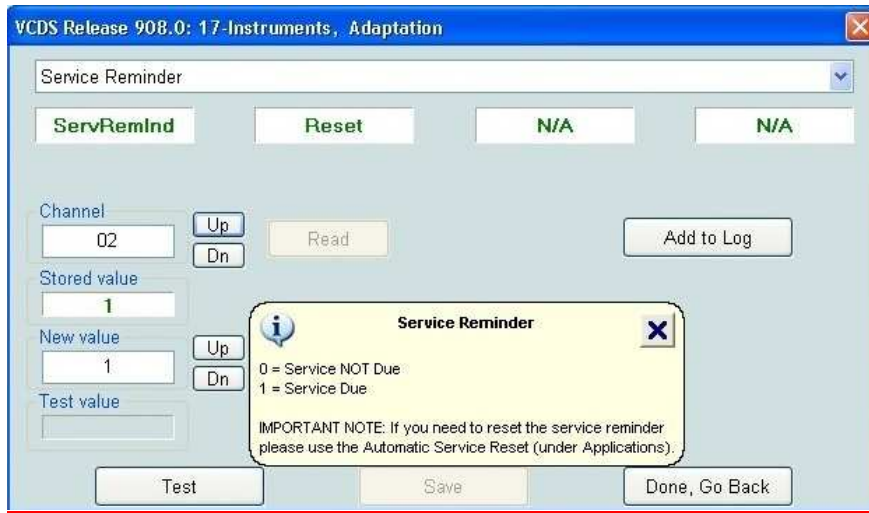 VCDS Release 908.0: 17-Instruments, Adaptation
Service Reminder
ServRemInd Reset N/A N/A
Channel
02 Up Read Add to Log
Dn
Stored value
1
New value
1 Up
Dn
Test value
Service Reminder
0 = Service NOT Due
1 = Service Due
IMPORTANT NOTE: If you need to reset the service reminder
please use the Automatic Service Reset (under Applications).
Test Save Done, Go Back